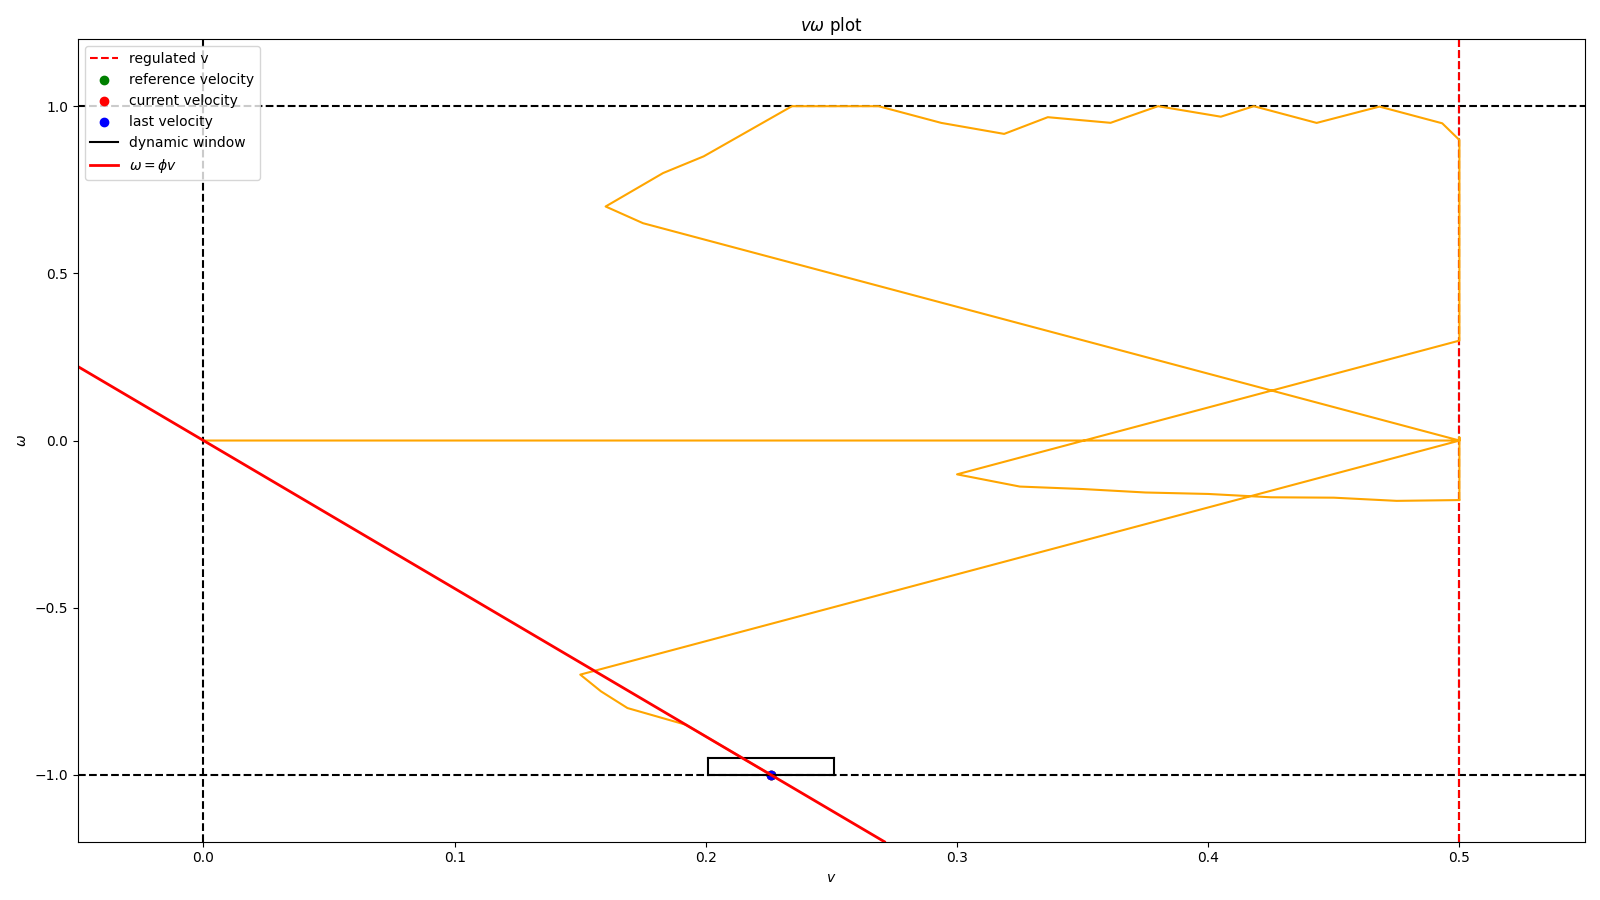 vω plot
regulated v
reference velocity
current velocity
last velocity
dynamic window
ω = ϕv
1.0
0.5
0.0
−0.5
−1.0
ω
0.0 0.1 0.2 0.3 0.4 0.5
v